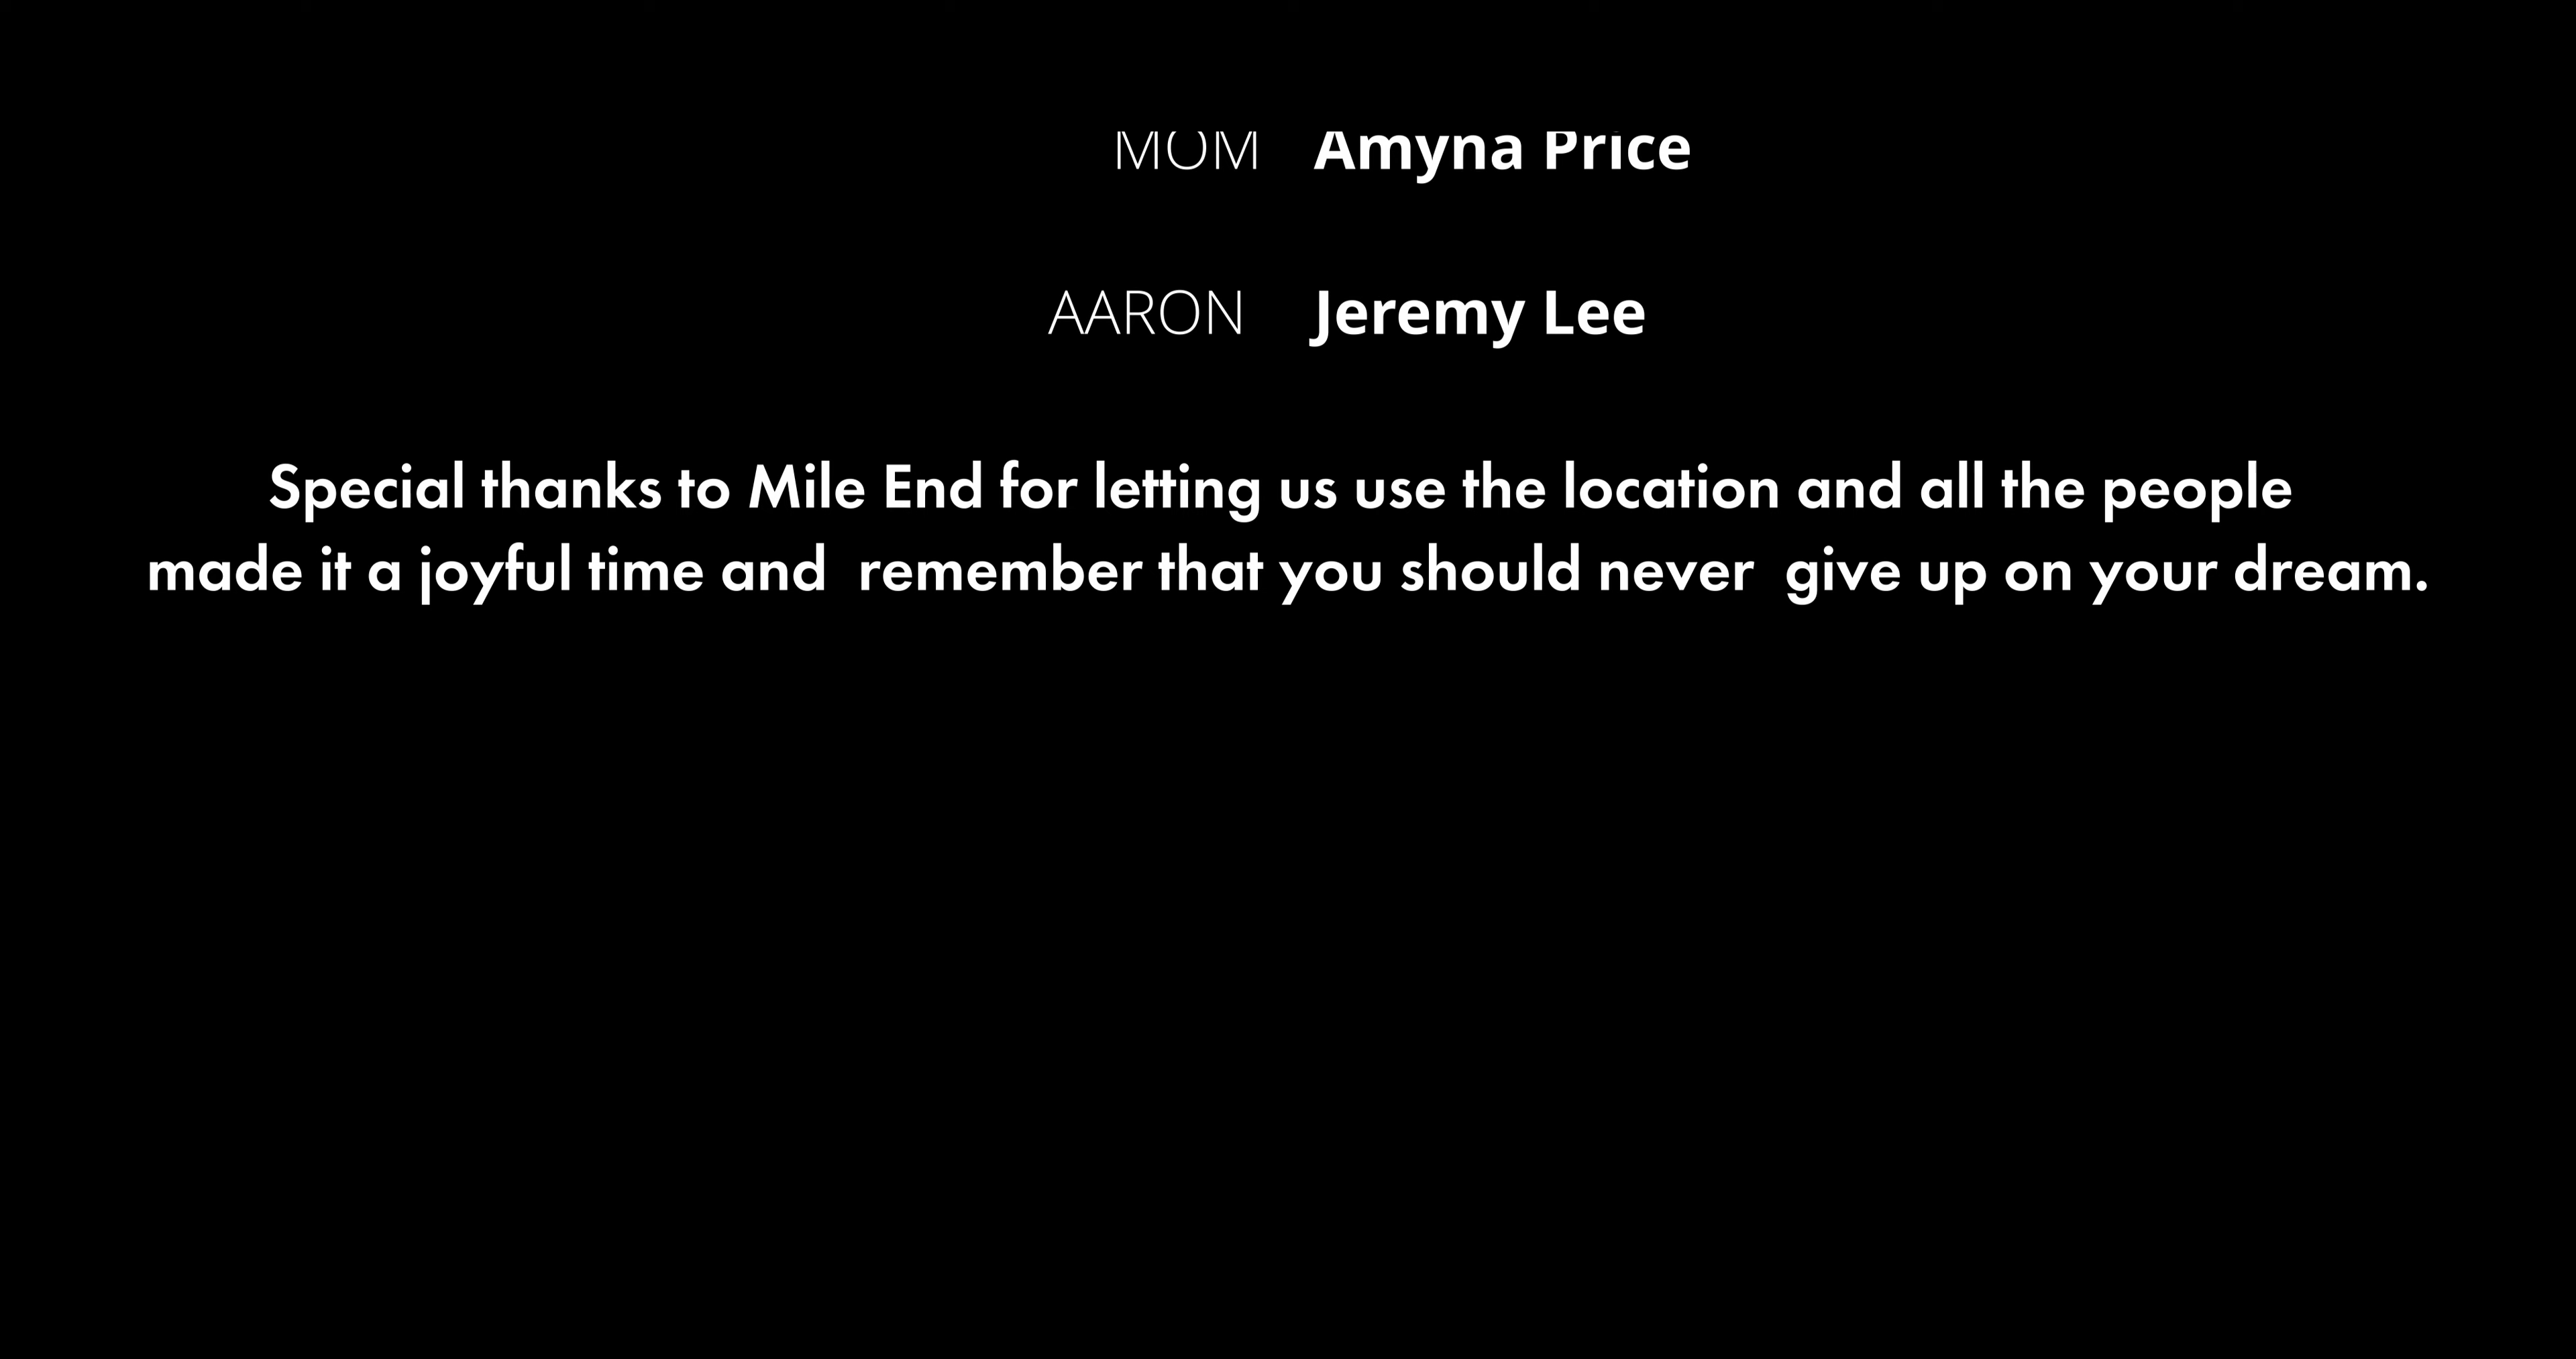 MOM Amyna Price
AARON Jeremy Lee
Special thanks to Mile End for letting us use the location and all the people
made it a joyful time and  remember that you should never  give up on your dream.